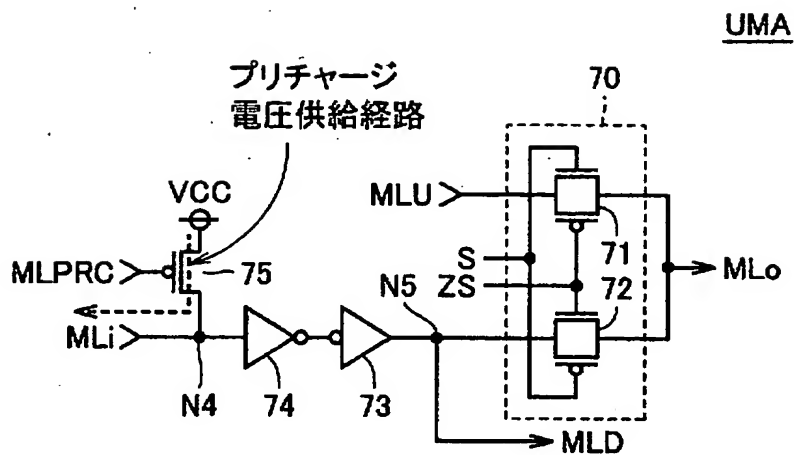 UMA
プリチャージ
電圧供給経路
70
VCC
MLU
71
MLPRC
75
S
ZS
MLo
N5
72
MLi
N4
74
73
MLD